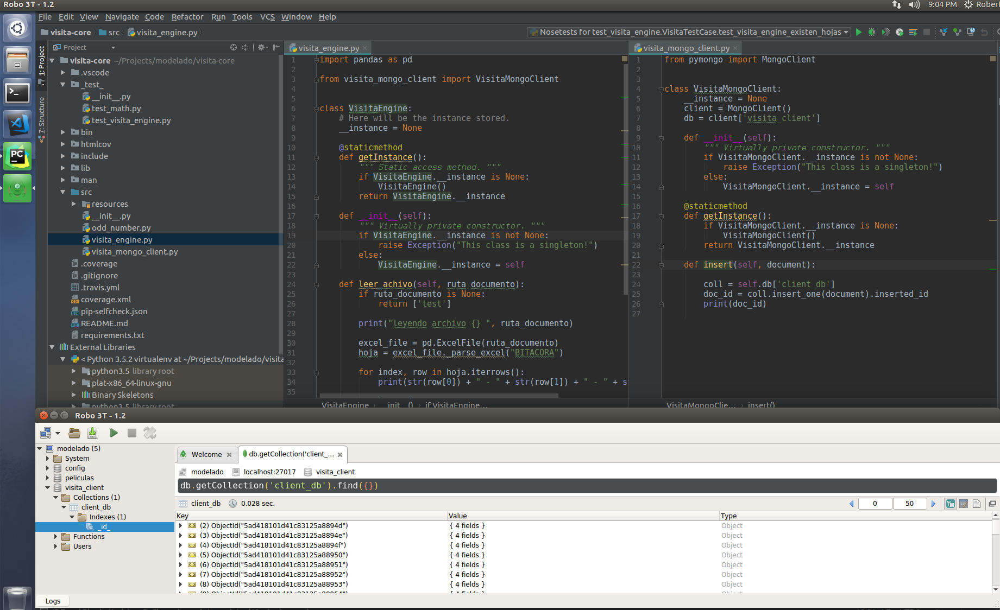 Robo 3T - 1.2
9:04 PM
File Edit View Navigate Code Refactor Run Tools VCS Window Help
visita-core src visita_engine.py
Nosetests for test_visita_engine.VisitaTestCase.test_visita_engine_existen_hojas
1: Project
7: Structure
Project
visita-core ~/Projects/modelado/visita-core
.vscode
_test_
__init__.py
test_math.py
test_visita_engine.py
bin
htmlcov
include
lib
man
src
resources
__init__.py
odd_number.py
visita_engine.py
visita_mongo_client.py
.coverage
.gitignore
.travis.yml
coverage.xml
pip-selfcheck.json
README.md
requirements.txt
External Libraries
< Python 3.5.2 virtualenv at ~/Projects/modelado/visita
python3.5 library root
plat-x86_64-linux-gnu
Binary Skeletons
python3.5 library root
visita_engine.py
1 import pandas as pd
2
3 from visita_mongo_client import VisitaMongoClient
4
5
6 class VisitaEngine:
7 # Here will be the instance stored.
8 __instance = None
9
10 @staticmethod
11 def getInstance():
12 """ Static access method. """
13 if VisitaEngine.__instance is None:
14 VisitaEngine()
15 return VisitaEngine.__instance
16
17 def __init__(self):
18 """ Virtually private constructor. """
19 if VisitaEngine.__instance is not None:
20 raise Exception("This class is a singleton!")
21 else:
22 VisitaEngine.__instance = self
23
24 def leer_achivo(self, ruta_documento):
25 if ruta_documento is None:
26 return ['test']
27
28 print("leyendo archivo {} ", ruta_documento)
29
30 excel_file = pd.ExcelFile(ruta_documento)
31 hoja = excel_file._parse_excel("BITACORA")
32
33 for index, row in hoja.iterrows():
34 print(str(row[0]) + " - " + str(row[1]) + " - " + s
35
VisitaEngine __init__() if VisitaEngine...
visita_mongo_client.py
1 from pymongo import MongoClient
2
3
4 class VisitaMongoClient:
5 __instance = None
6 client = MongoClient()
7 db = client['visita_client']
8
9 def __init__(self):
10 """ Virtually private constructor. """
11 if VisitaMongoClient.__instance is not None:
12 raise Exception("This class is a singleton!")
13 else:
14 VisitaMongoClient.__instance = self
15
16 @staticmethod
17 def getInstance():
18 if VisitaMongoClient.__instance is None:
19 VisitaMongoClient()
20 return VisitaMongoClient.__instance
21
22 def insert(self, document):
23
24 coll = self.db['client_db']
25 doc_id = coll.insert_one(document).inserted_id
26 print(doc_id)
27
VisitaMongoClie... insert()
Robo 3T - 1.2
modelado (5)
System
config
peliculas
visita_client
Collections (1)
client_db
Indexes (1)
_id_
Functions
Users
Welcome db.getCollection('client_...
modelado localhost:27017 visita_client
db.getCollection('client_db').find({})
client_db 0.028 sec. 0 50
Key Value Type
(2) ObjectId("5ad418101d41c83125a8894d") { 4 fields } Object
(3) ObjectId("5ad418101d41c83125a8894e") { 4 fields } Object
(4) ObjectId("5ad418101d41c83125a8894f") { 4 fields } Object
(5) ObjectId("5ad418101d41c83125a88950") { 4 fields } Object
(6) ObjectId("5ad418101d41c83125a88951") { 4 fields } Object
(7) ObjectId("5ad418101d41c83125a88952") { 4 fields } Object
(8) ObjectId("5ad418101d41c83125a88953") { 4 fields } Object
Logs